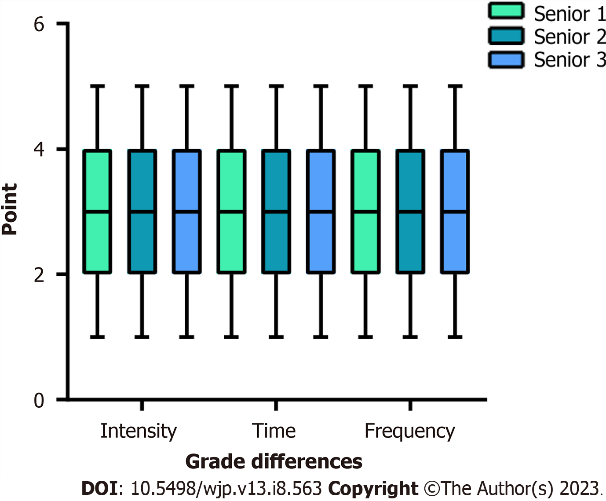 Senior 1
Senior 2
Senior 3
6
4
2
0
Point
Intensity Time Frequency
Grade differences
DOI: 10.5498/wjp.v13.i8.563 Copyright ©The Author(s) 2023.